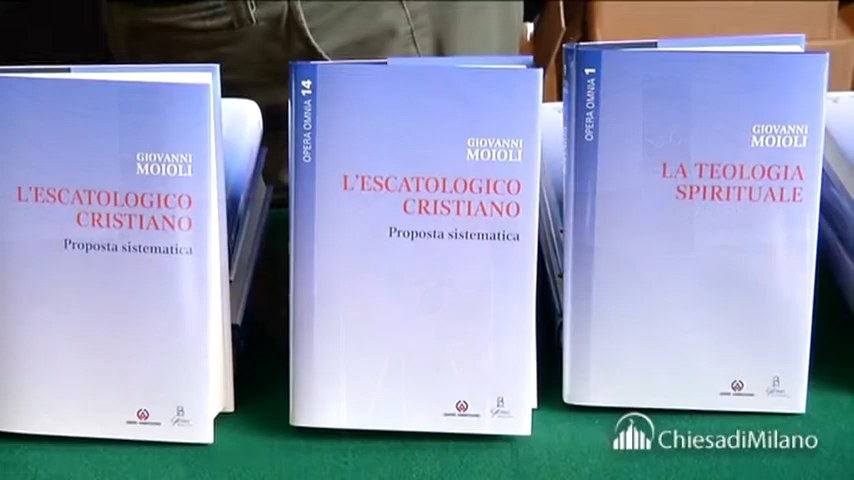 GIOVANNI
MOIOLI
L'ESCATOLOGICO
CRISTIANO
Proposta sistematica
OPERA OMNIA 14
GIOVANNI
MOIOLI
L'ESCATOLOGICO
CRISTIANO
Proposta sistematica
OPERA OMNIA 1
GIOVANNI
MOIOLI
LA TEOLOGIA
SPIRITUALE
ChiesadiMilano